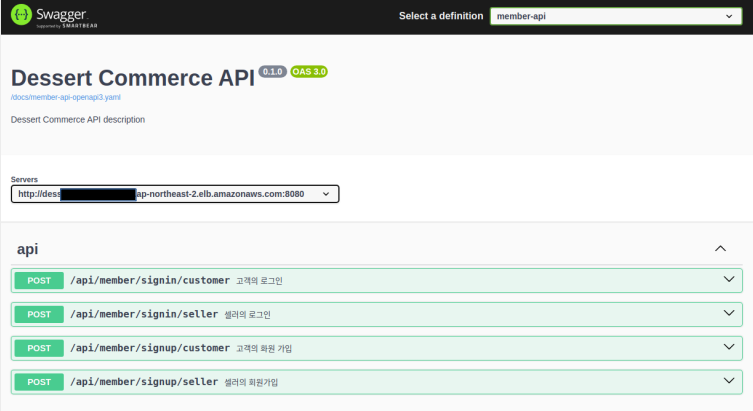 Swagger
Supported by SMARTBEAR
Select a definition
member-api
Dessert Commerce API 0.1.0 OAS 3.0
/docs/member-api-openapi3.yaml
Dessert Commerce API description
Servers
http://dess ap-northeast-2.elb.amazonaws.com:8080
api
POST /api/member/signin/customer 고객의 로그인
POST /api/member/signin/seller 셀러의 로그인
POST /api/member/signup/customer 고객의 회원 가입
POST /api/member/signup/seller 셀러의 회원가입